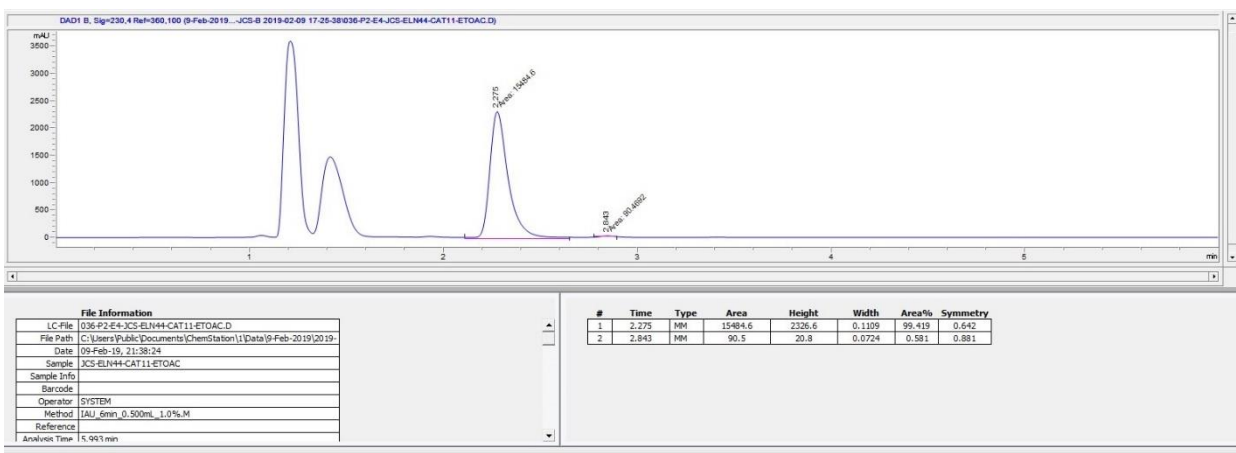 DAD1 B, Sig=230,4 Ref=360,100 (9-Feb-2019...-JCS-B 2019-02-09 17-25-38\036-P2-E4-JCS-ELN44-CAT11-ETOAC.D)
mAU
3500
3000
2500
2000
1500
1000
500
0
2.275
Area: 15484.6
2.843
Area: 90.4692
1 2 3 4 5 min
File Information
LC-File 036-P2-E4-JCS-ELN44-CAT11-ETOAC.D
File Path C:\Users\Public\Documents\ChemStation\1\Data\9-Feb-2019\2019-
Date 09-Feb-19, 21:38:24
Sample JCS-ELN44-CAT11-ETOAC
Sample Info
Barcode
Operator SYSTEM
Method IAU_6min_0.500mL_1.0%.M
Reference
Analysis Time 5.993 min
# Time Type Area Height Width Area% Symmetry
1 2.275 MM 15484.6 2326.6 0.1109 99.419 0.642
2 2.843 MM 90.5 20.8 0.0724 0.581 0.881